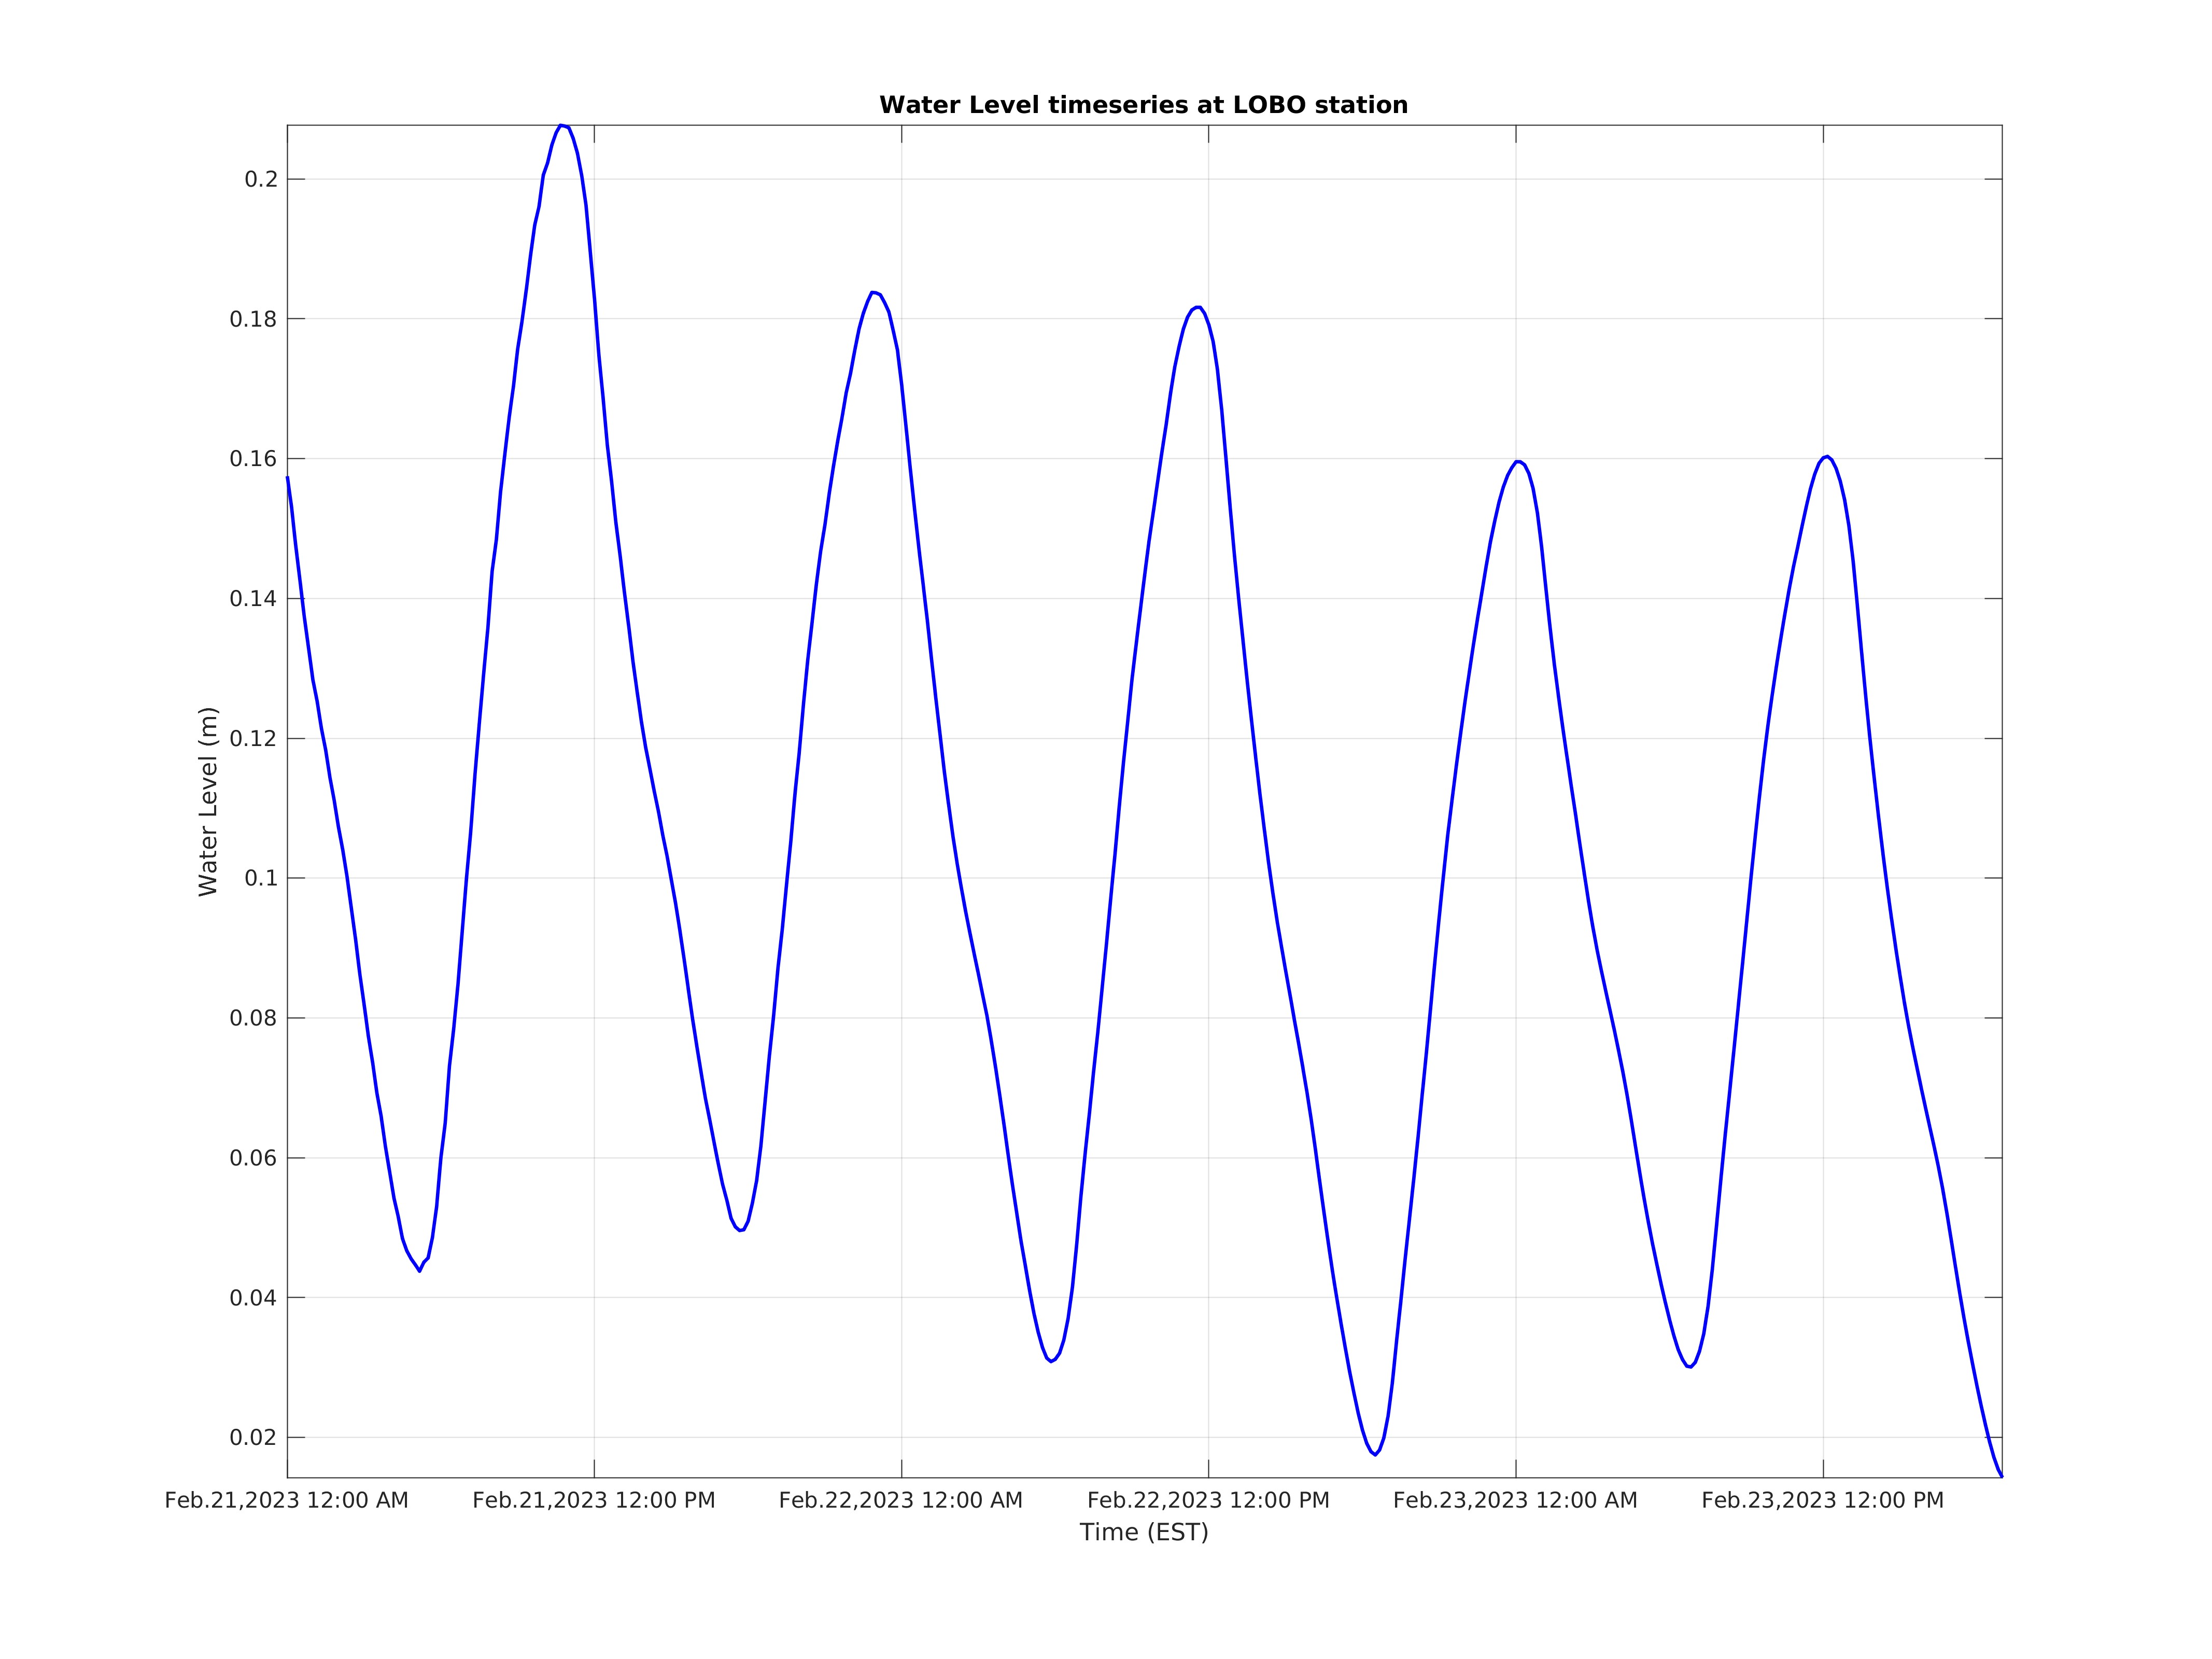 Water Level timeseries at LOBO station
Water Level (m)
0.2
0.18
0.16
0.14
0.12
0.1
0.08
0.06
0.04
0.02
Feb.21,2023 12:00 AM
Feb.21,2023 12:00 PM
Feb.22,2023 12:00 AM
Feb.22,2023 12:00 PM
Feb.23,2023 12:00 AM
Feb.23,2023 12:00 PM
Time (EST)